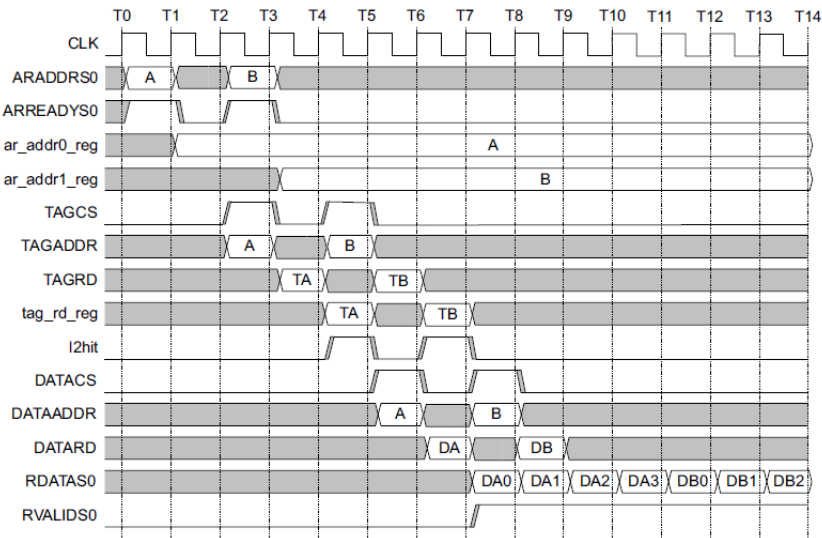 T0 T1 T2 T3 T4 T5 T6 T7 T8 T9 T10 T11 T12 T13 T14
CLK
ARADDRS0 A B
ARREADYS0
ar_addr0_reg A
ar_addr1_reg B
TAGCS
TAGADDR A B
TAGRD TA TB
tag_rd_reg TA TB
l2hit
DATACS
DATAADDR A B
DATARD DA DB
RDATAS0 DA0 DA1 DA2 DA3 DB0 DB1 DB2
RVALIDS0